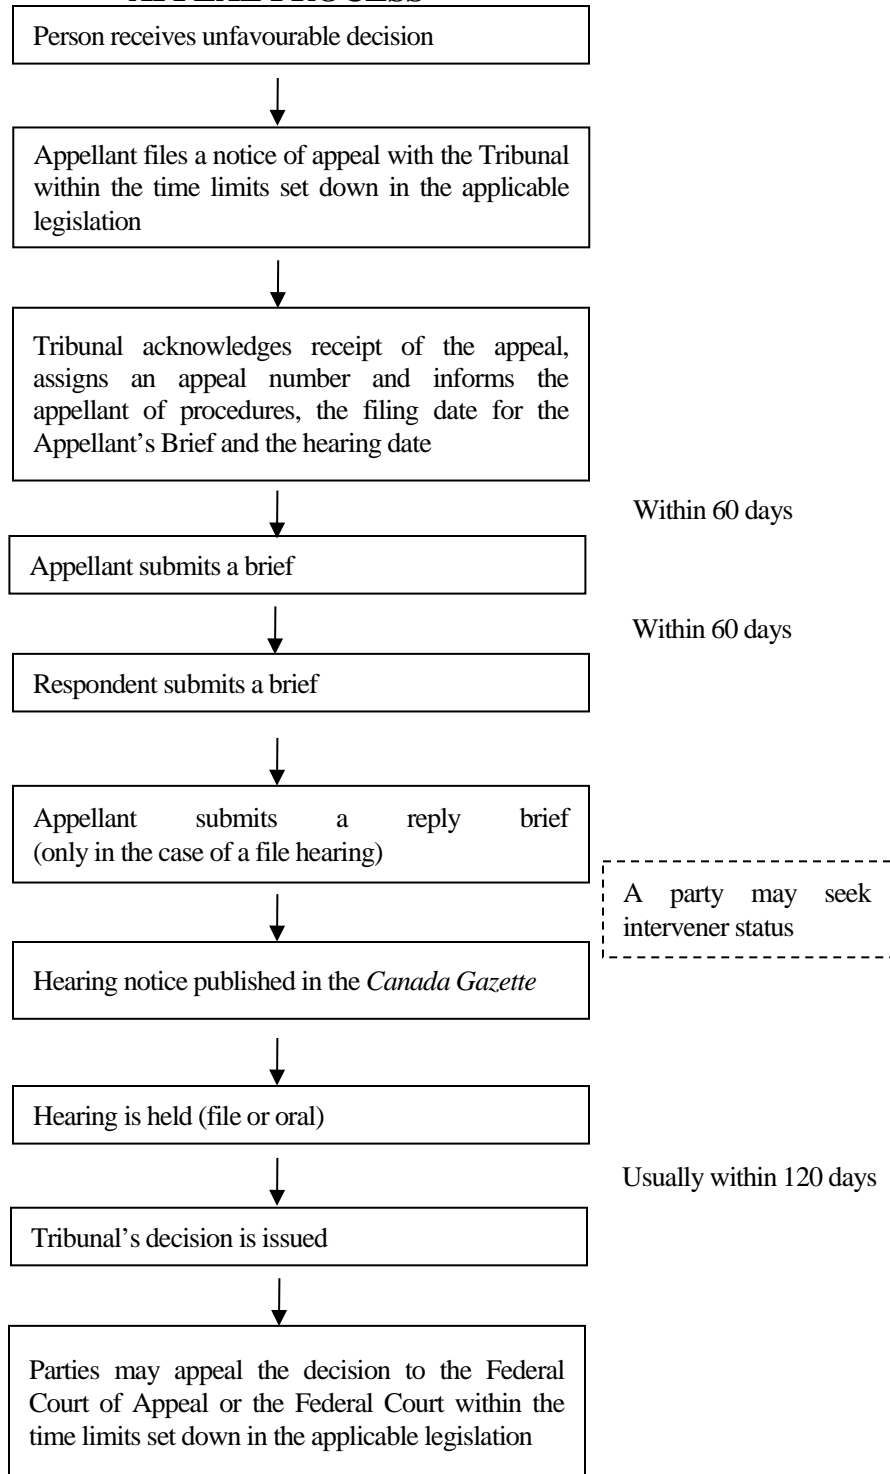 APPEAL PROCESS
Person receives unfavourable decision
Appellant files a notice of appeal with the Tribunal
within the time limits set down in the applicable
legislation
Tribunal acknowledges receipt of the appeal,
assigns an appeal number and informs the
appellant of procedures, the filing date for the
Appellant’s Brief and the hearing date
Within 60 days
Appellant submits a brief
Within 60 days
Respondent submits a brief
Appellant submits a reply brief
(only in the case of a file hearing)
A party may seek
intervener status
Hearing notice published in the Canada Gazette
Hearing is held (file or oral)
Usually within 120 days
Tribunal’s decision is issued
Parties may appeal the decision to the Federal
Court of Appeal or the Federal Court within the
time limits set down in the applicable legislation